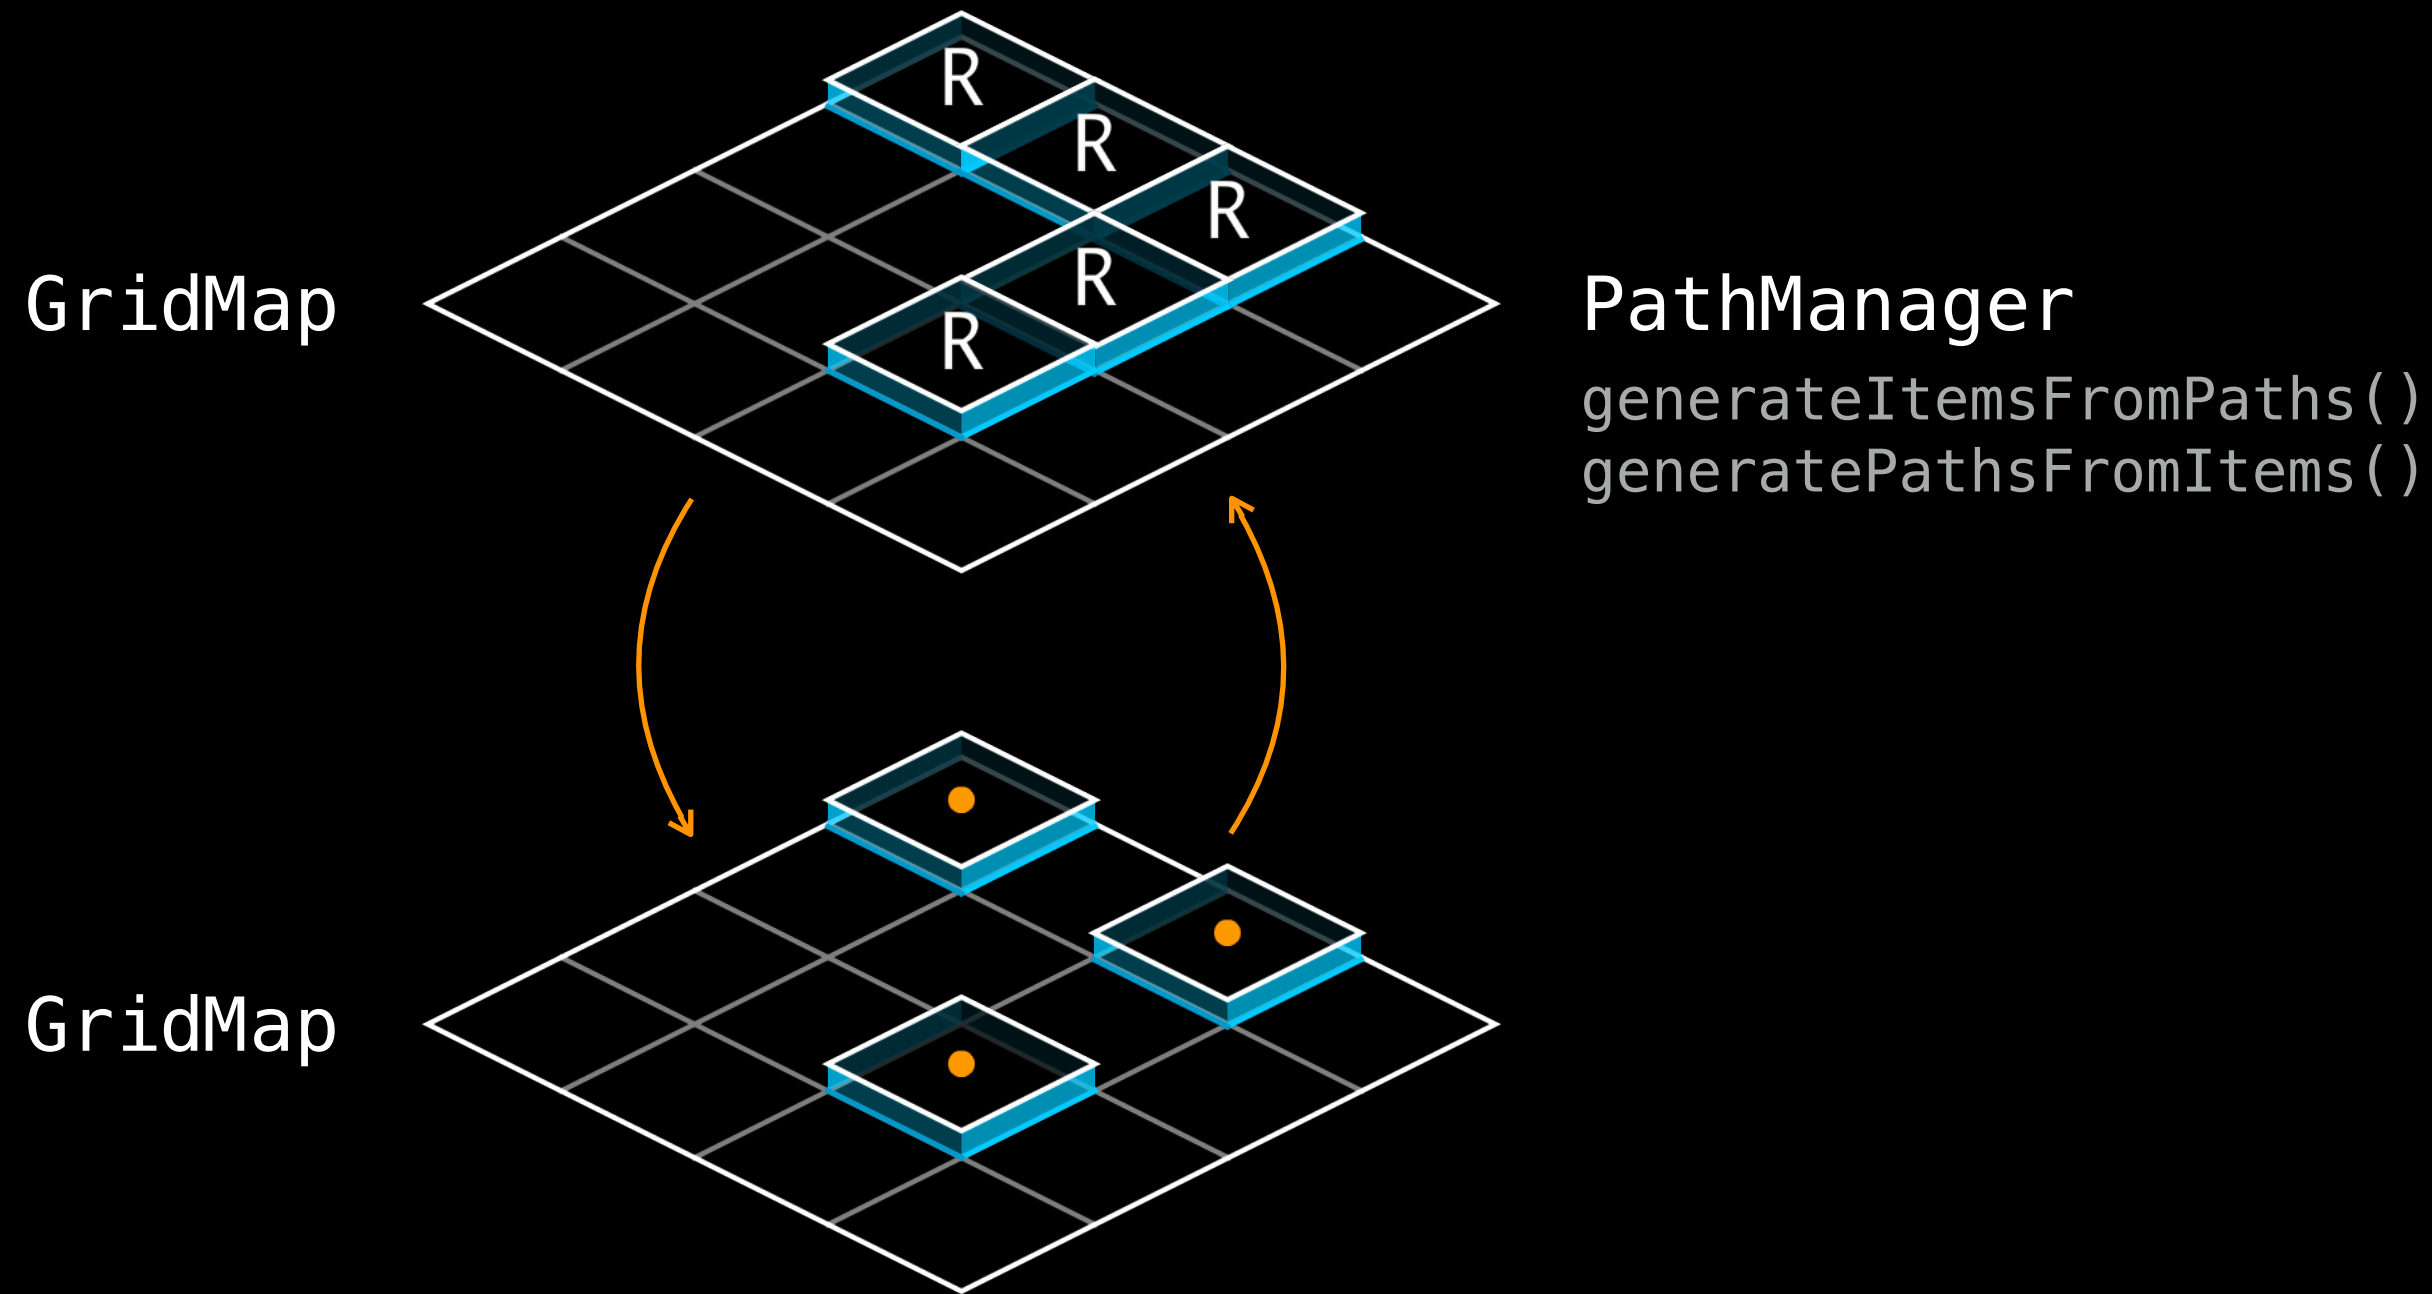 R
R
R
R
R
GridMap
PathManager
generateItemsFromPaths()
generatePathsFromItems()
GridMap